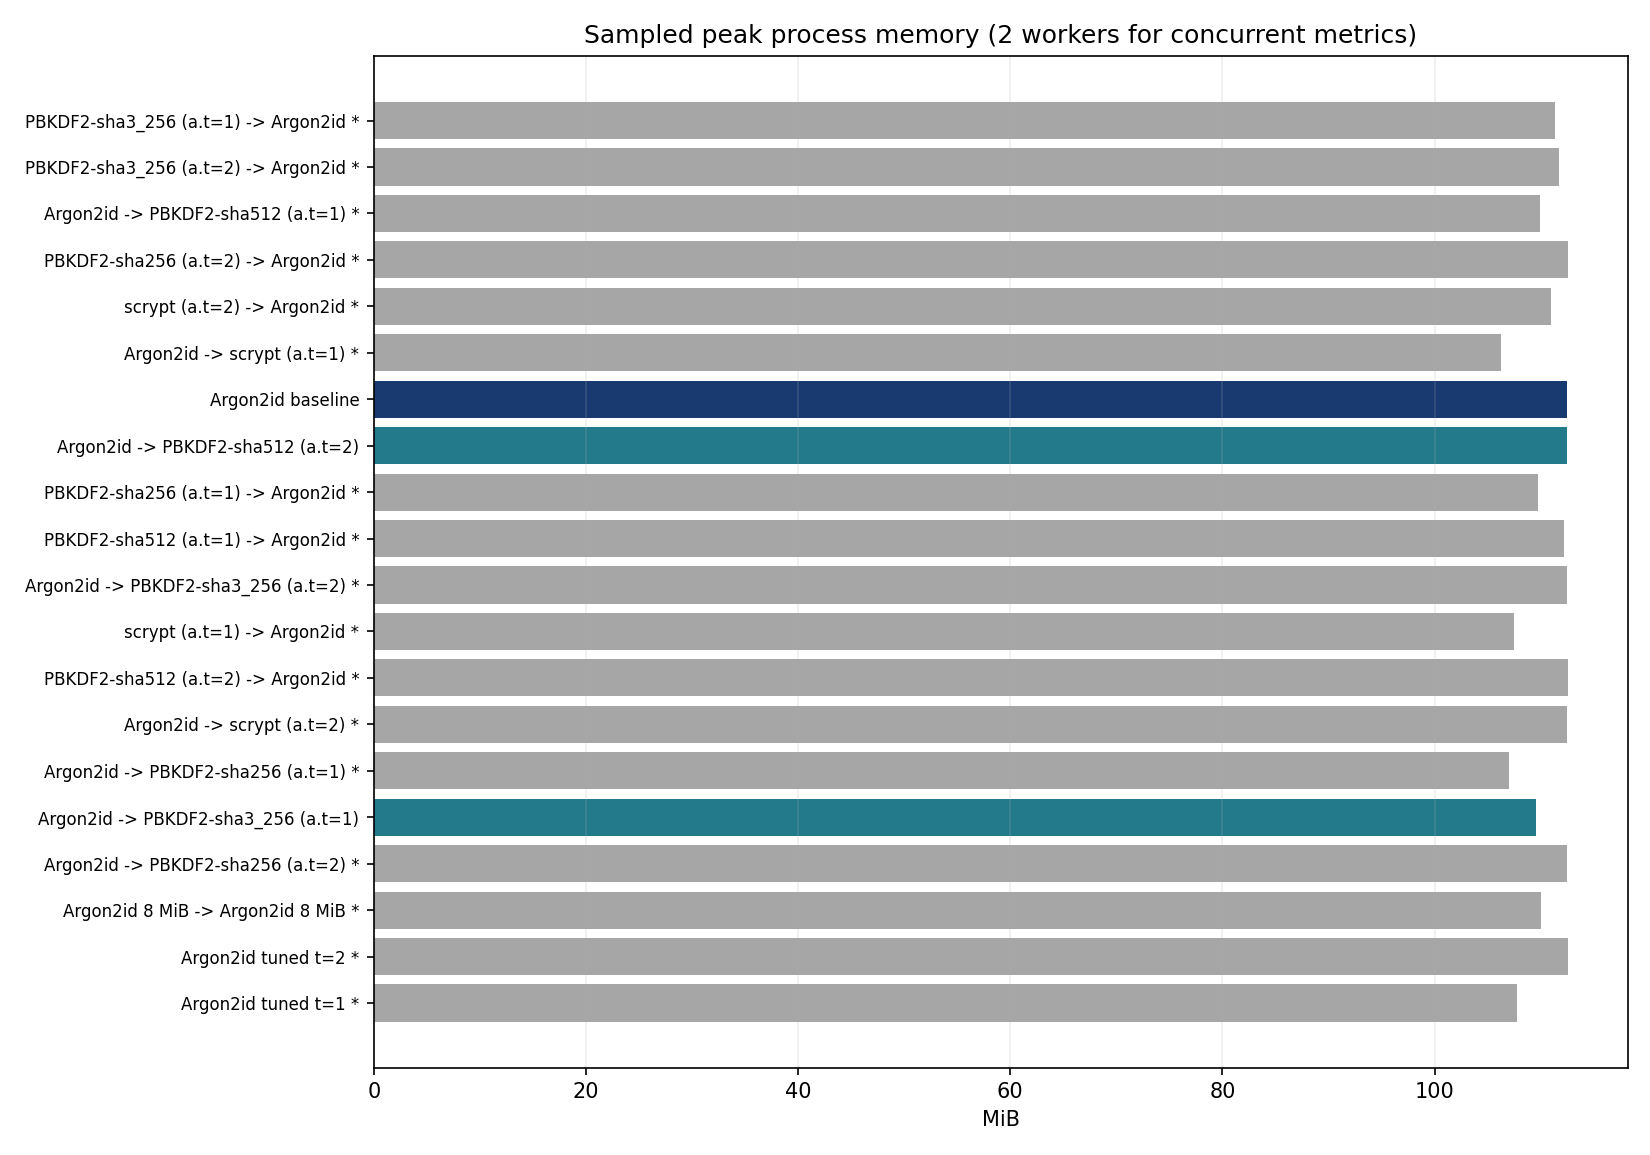 Sampled peak process memory (2 workers for concurrent metrics)
PBKDF2-sha3_256 (a.t=1) -> Argon2id *
PBKDF2-sha3_256 (a.t=2) -> Argon2id *
Argon2id -> PBKDF2-sha512 (a.t=1) *
PBKDF2-sha256 (a.t=2) -> Argon2id *
scrypt (a.t=2) -> Argon2id *
Argon2id -> scrypt (a.t=1) *
Argon2id baseline
Argon2id -> PBKDF2-sha512 (a.t=2)
PBKDF2-sha256 (a.t=1) -> Argon2id *
PBKDF2-sha512 (a.t=1) -> Argon2id *
Argon2id -> PBKDF2-sha3_256 (a.t=2) *
scrypt (a.t=1) -> Argon2id *
PBKDF2-sha512 (a.t=2) -> Argon2id *
Argon2id -> scrypt (a.t=2) *
Argon2id -> PBKDF2-sha256 (a.t=1) *
Argon2id -> PBKDF2-sha3_256 (a.t=1)
Argon2id -> PBKDF2-sha256 (a.t=2) *
Argon2id 8 MiB -> Argon2id 8 MiB *
Argon2id tuned t=2 *
Argon2id tuned t=1 *
0 20 40 60 80 100
MiB